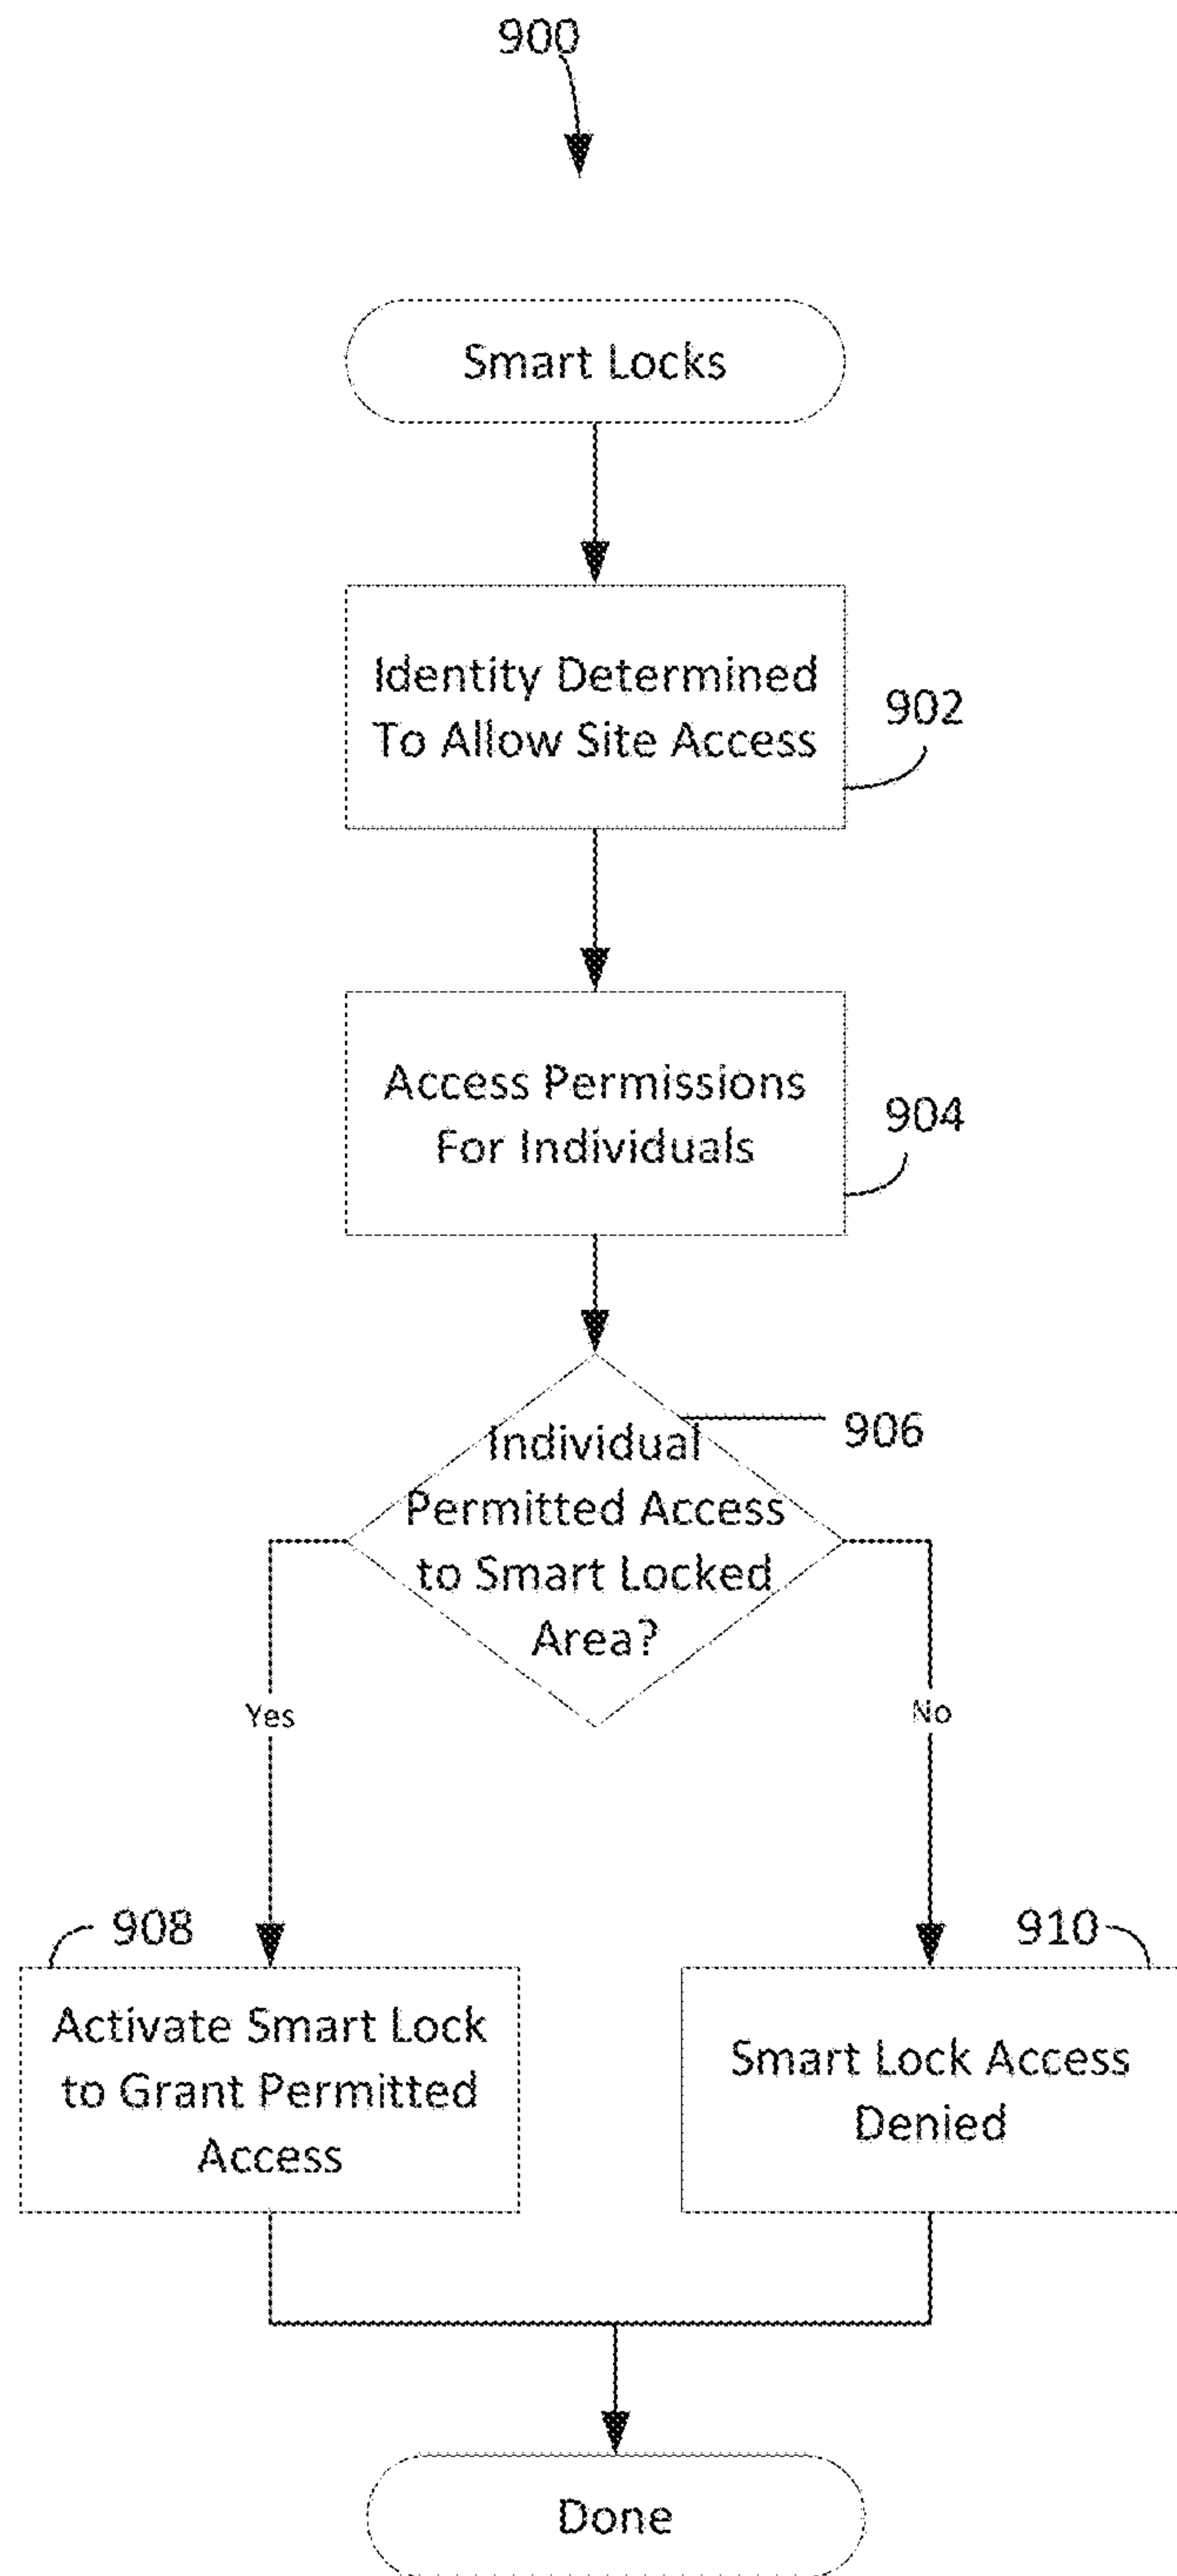 900
Smart Locks
Identity Determined
To Allow Site Access
902
Access Permissions
For Individuals
904
Individual
Permitted Access
to Smart Locked
Area?
906
Yes
No
908
Activate Smart Lock
to Grant Permitted
Access
910
Smart Lock Access
Denied
Done